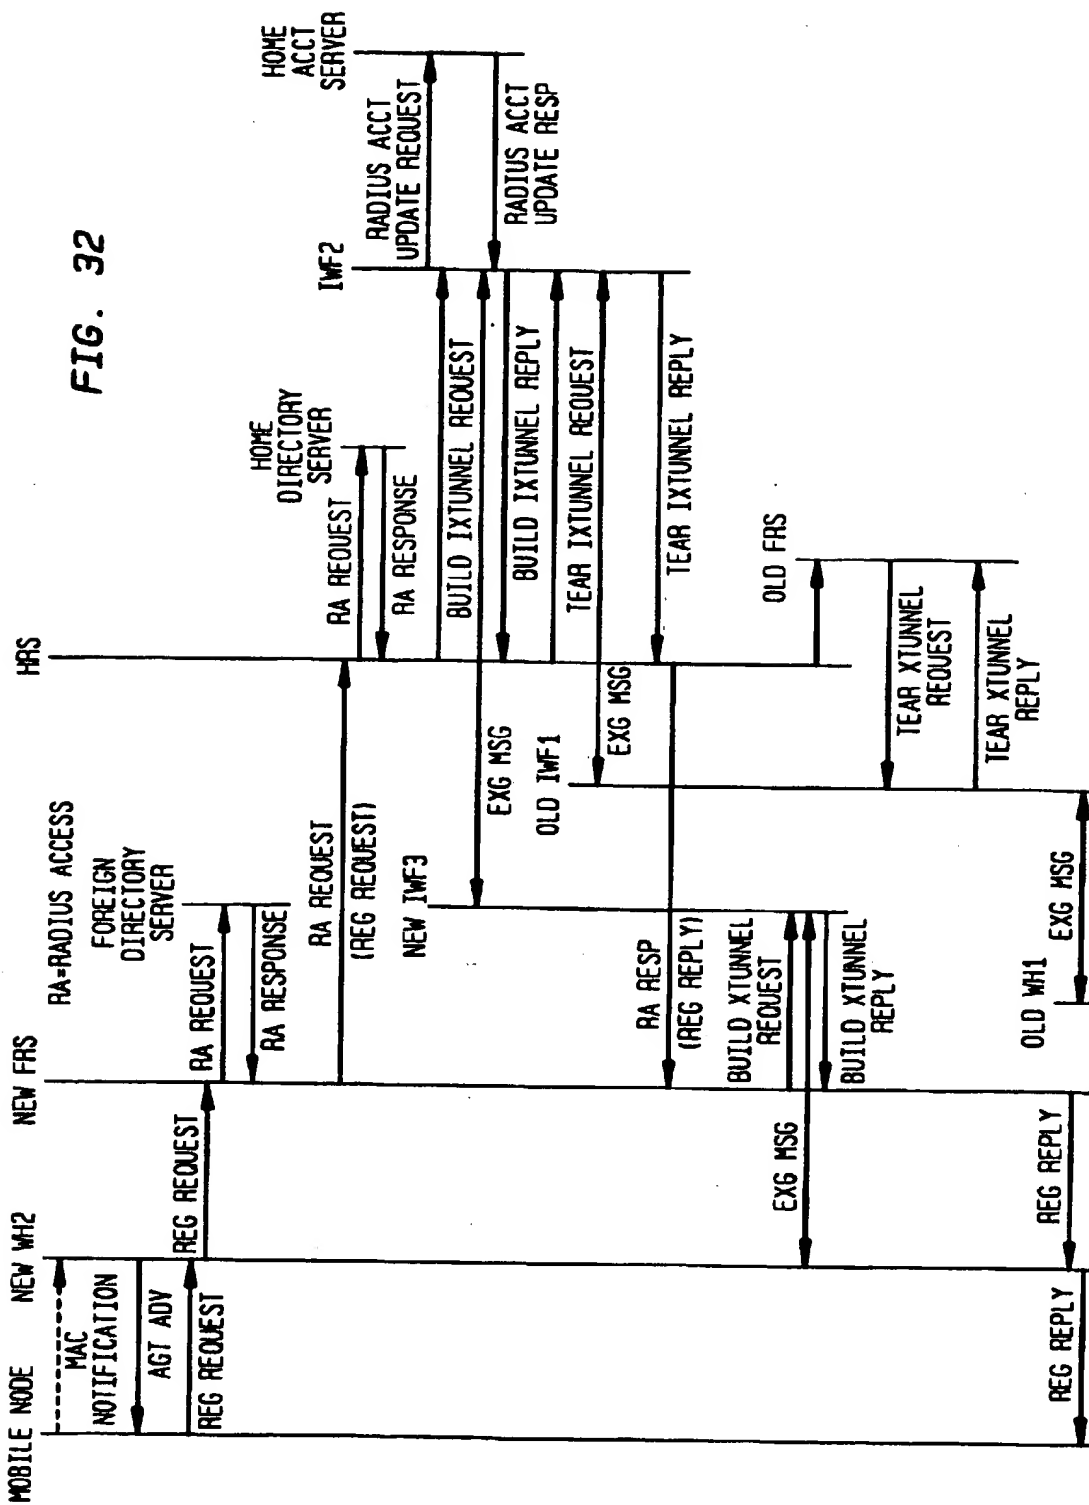 FIG. 32
RA=RADIUS ACCESS
MOBILE NODE
NEW WH2
NEW FRS
FOREIGN
DIRECTORY
SERVER
HRS
HOME
DIRECTORY
SERVER
IWF2
HOME
ACCT
SERVER
MAC
NOTIFICATION
AGT ADV
REG REQUEST
REG REQUEST
RA REQUEST
RA RESPONSE
RA REQUEST
(REG REQUEST)
RA REQUEST
RA RESPONSE
RADIUS ACCT
UPDATE REQUEST
BUILD IXTUNNEL REQUEST
RADIUS ACCT
UPDATE RESP
NEW IWF3
EXG MSG
BUILD IXTUNNEL REPLY
TEAR IXTUNNEL REQUEST
OLD IWF1
EXG MSG
TEAR IXTUNNEL REPLY
RA RESP
(REG REPLY)
BUILD XTUNNEL
REQUEST
EXG MSG
BUILD XTUNNEL
REPLY
OLD FRS
TEAR XTUNNEL
REQUEST
TEAR XTUNNEL
REPLY
OLD WH1
EXG MSG
REG REPLY
REG REPLY